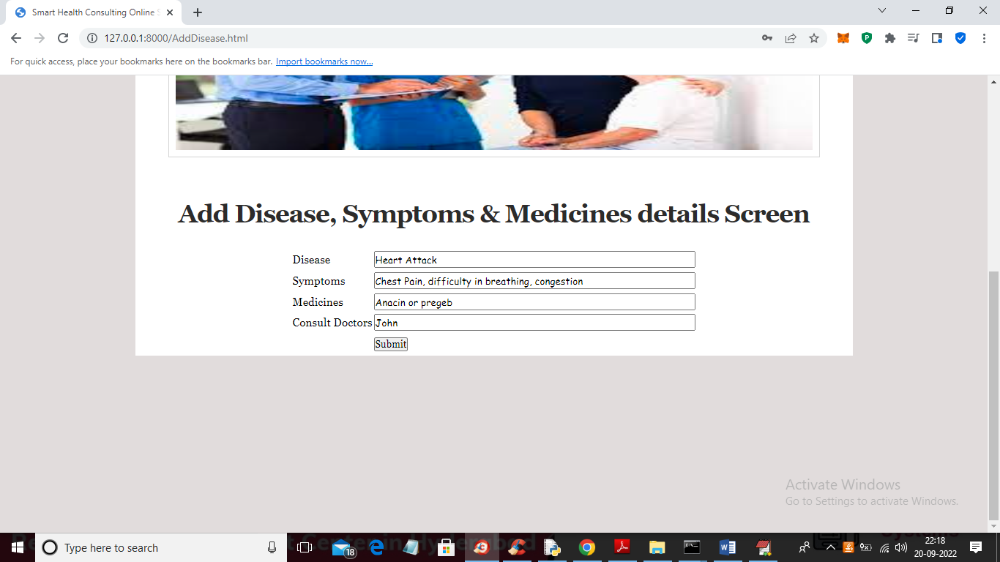 Smart Health Consulting Online S
127.0.0.1:8000/AddDisease.html
For quick access, place your bookmarks here on the bookmarks bar. Import bookmarks now...
Add Disease, Symptoms & Medicines details Screen
Disease Heart Attack
Symptoms Chest Pain, difficulty in breathing, congestion
Medicines Anacin or pregeb
Consult Doctors John
Submit
Activate Windows
Go to Settings to activate Windows.
Type here to search
18
22:18
20-09-2022